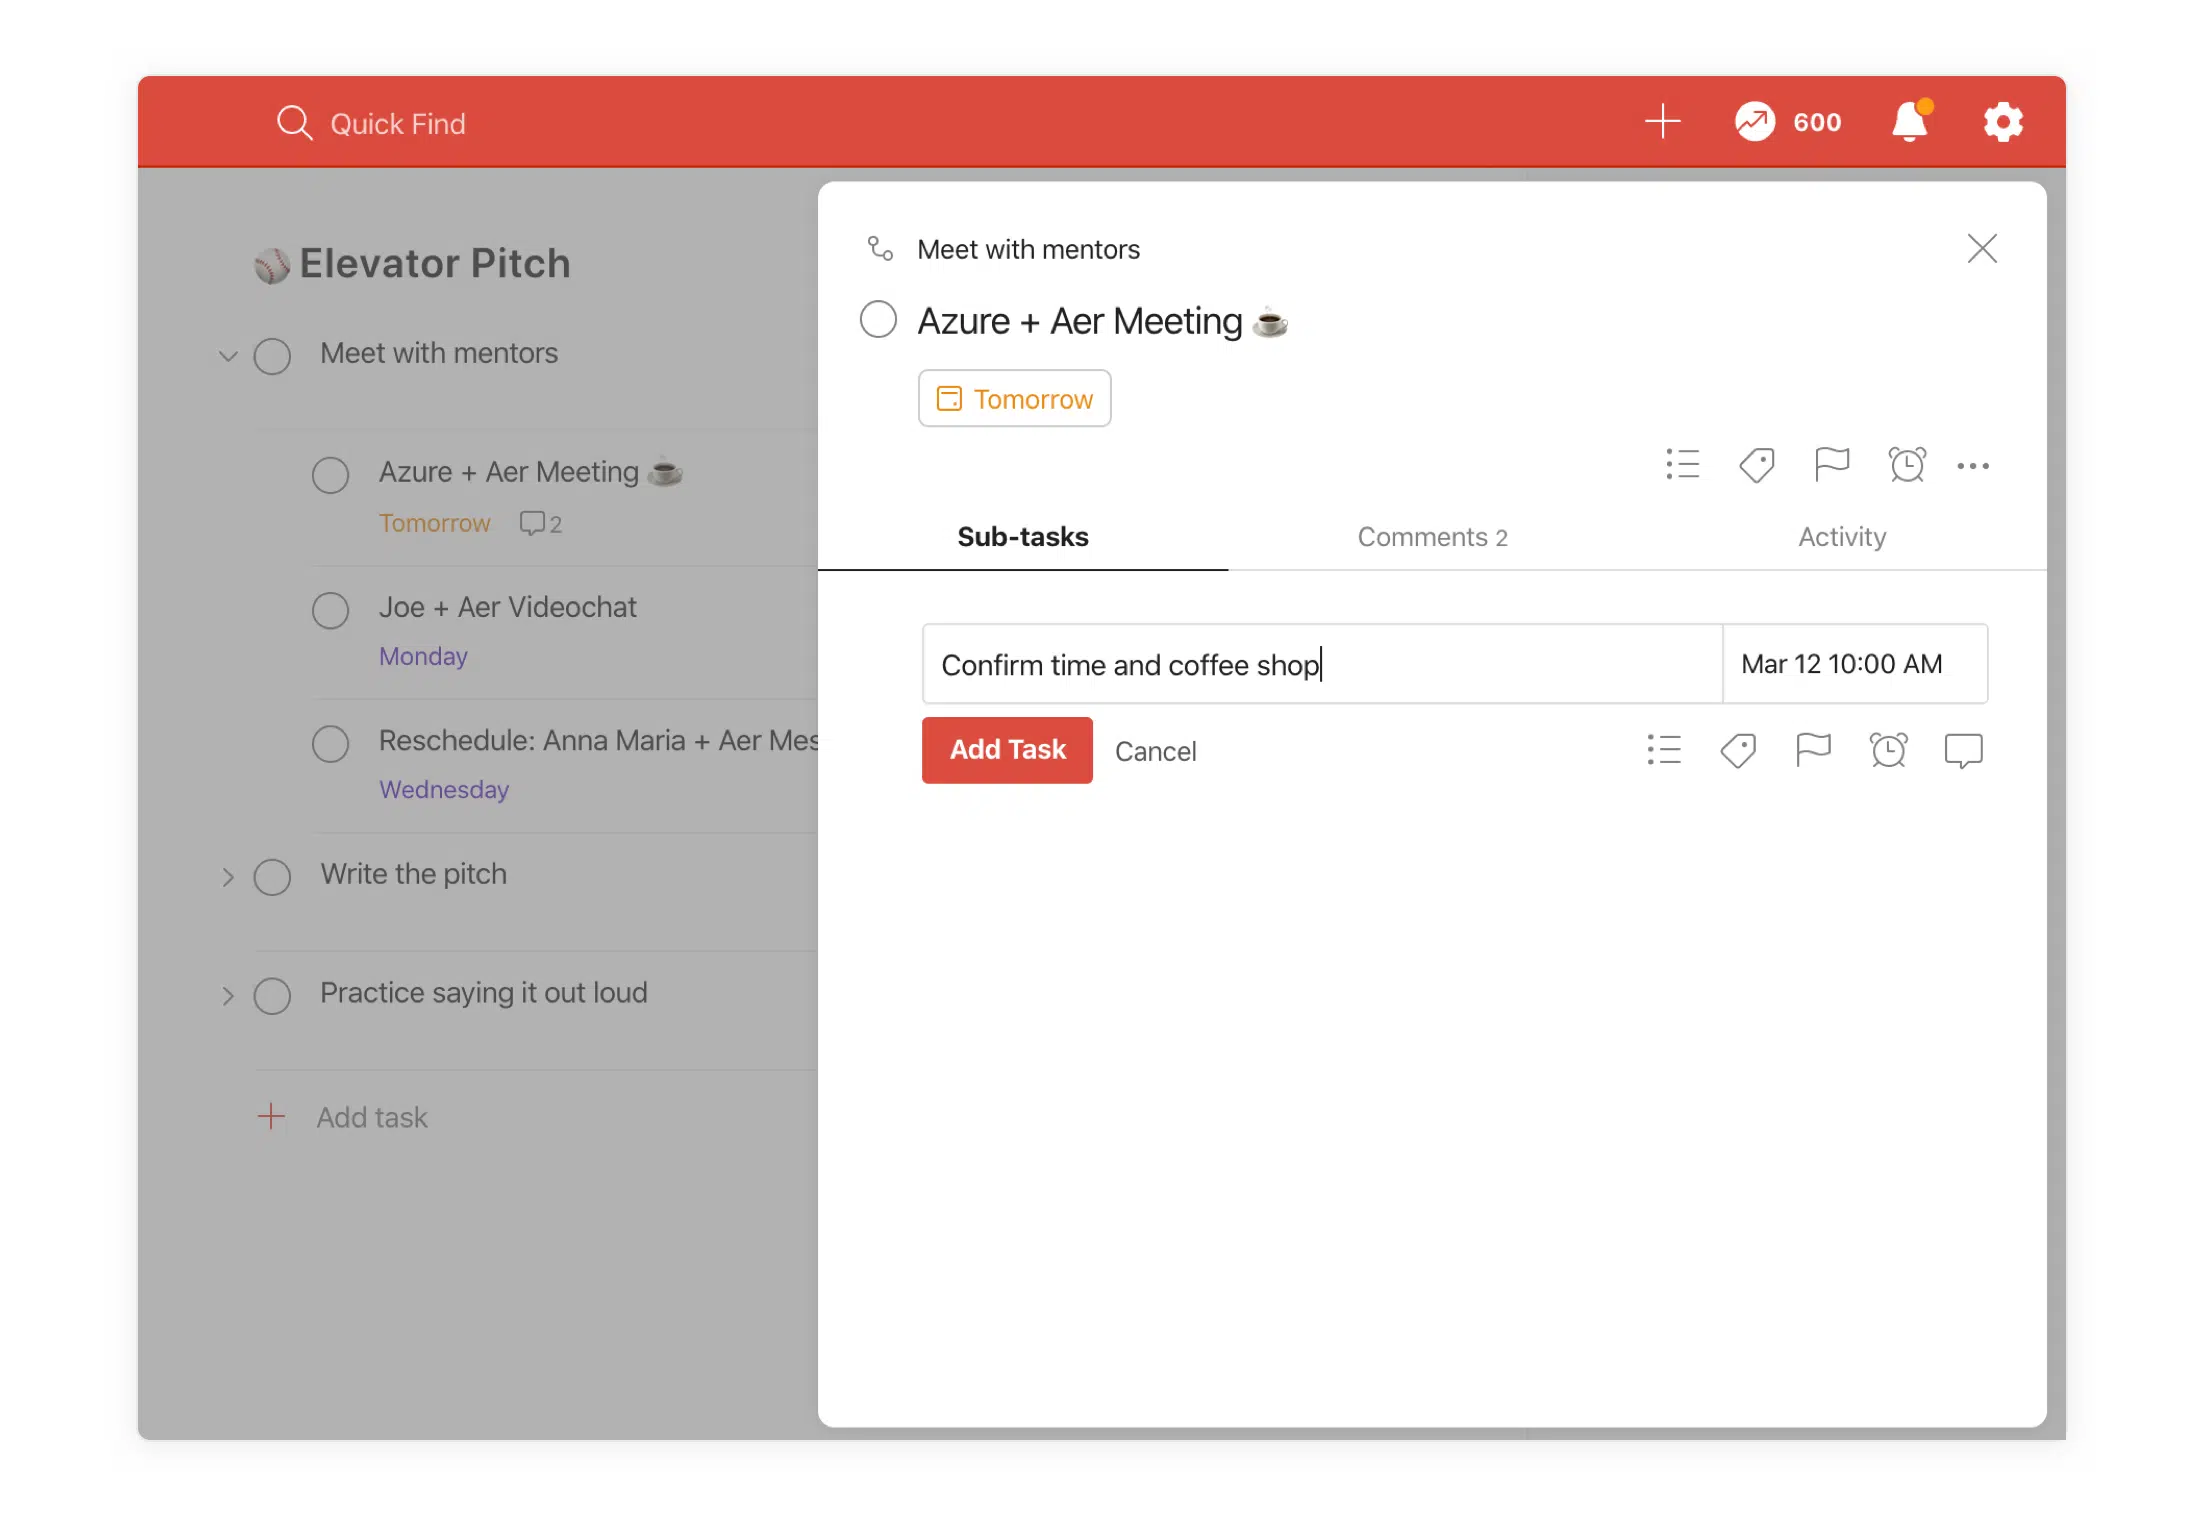 Quick Find
600
Elevator Pitch
Meet with mentors
Azure + Aer Meeting
Tomorrow 2
Joe + Aer Videochat
Monday
Reschedule: Anna Maria + Aer Mes
Wednesday
Write the pitch
Practice saying it out loud
Add task
Meet with mentors
Azure + Aer Meeting
Tomorrow
Sub-tasks Comments 2 Activity
Confirm time and coffee shop Mar 12 10:00 AM
Add Task Cancel